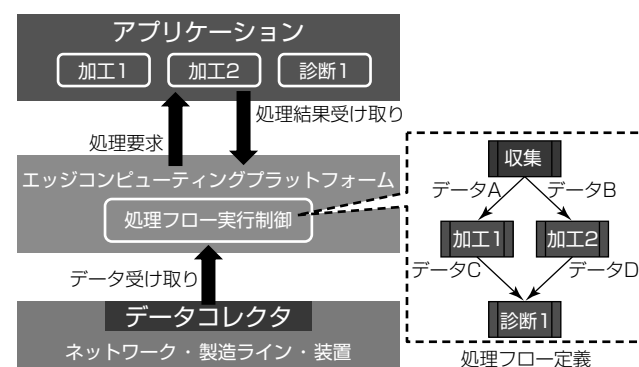 アプリケーション
加工1 加工2 診断1
処理要求 処理結果受け取り
エッジコンピューティングプラットフォーム
処理フロー実行制御
データ受け取り
データコレクタ
ネットワーク・製造ライン・装置
収集
データA データB
加工1 加工2
データC データD
診断1
処理フロー定義